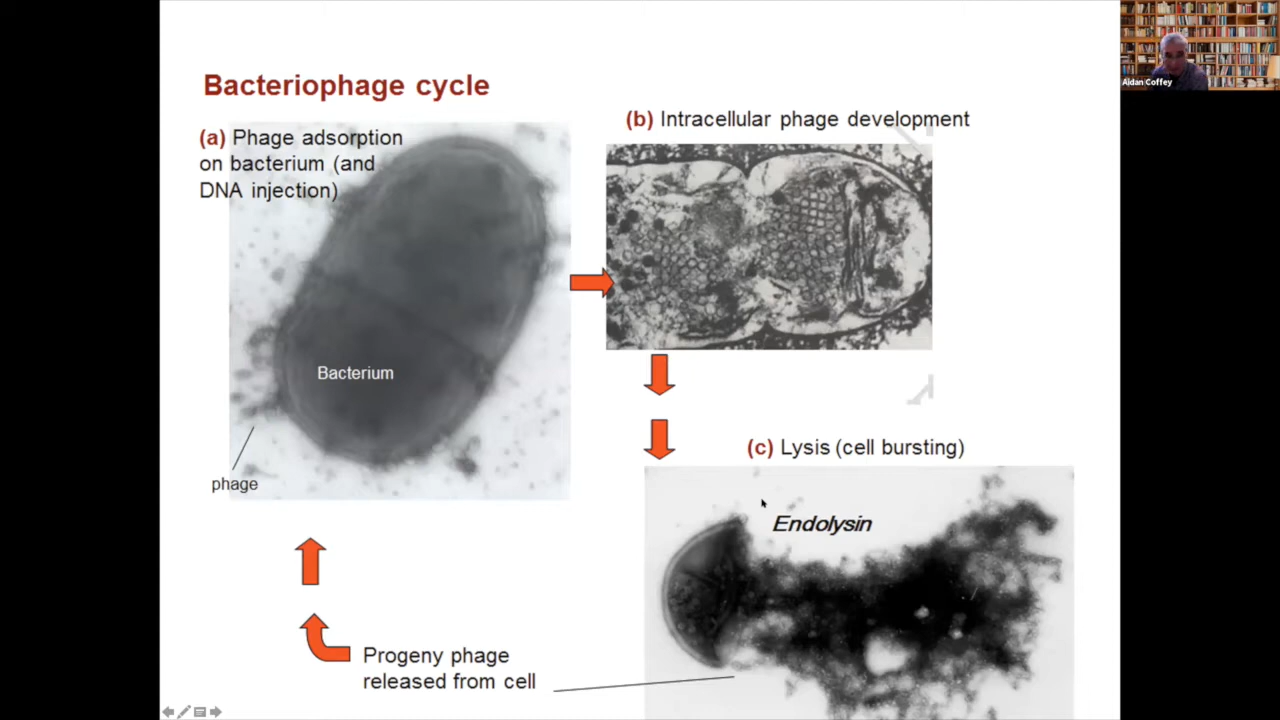 Bacteriophage cycle
(a) Phage adsorption
on bacterium (and
DNA injection)
Bacterium
phage
(b) Intracellular phage development
(c) Lysis (cell bursting)
Endolysin
Progeny phage
released from cell
Aidan Coffey